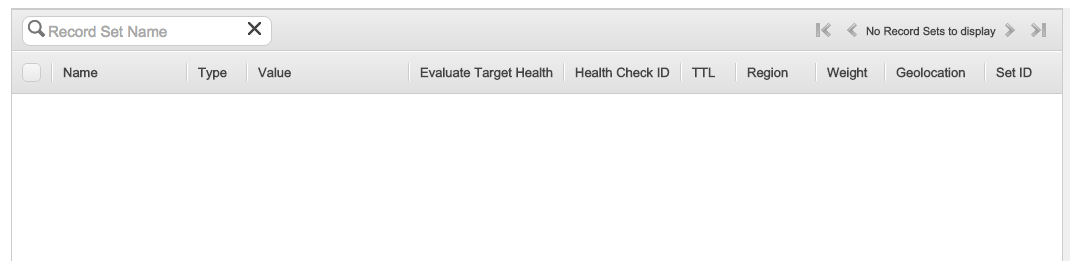 Record Set Name
No Record Sets to display
Name Type Value Evaluate Target Health Health Check ID TTL Region Weight Geolocation Set ID